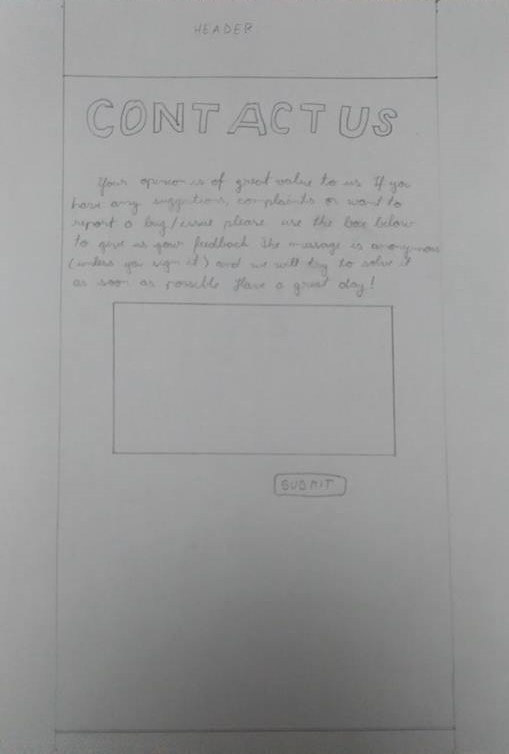 HEADER
CONTACT US
Your opinion is of great value to us If you
have any suggestions, complaints or want to
report a bug/issue please use the box below
to give us your feedback The message is anonymous
(unless you sign it) and we will try to solve it
as soon as possible Have a great day!
SUBMIT